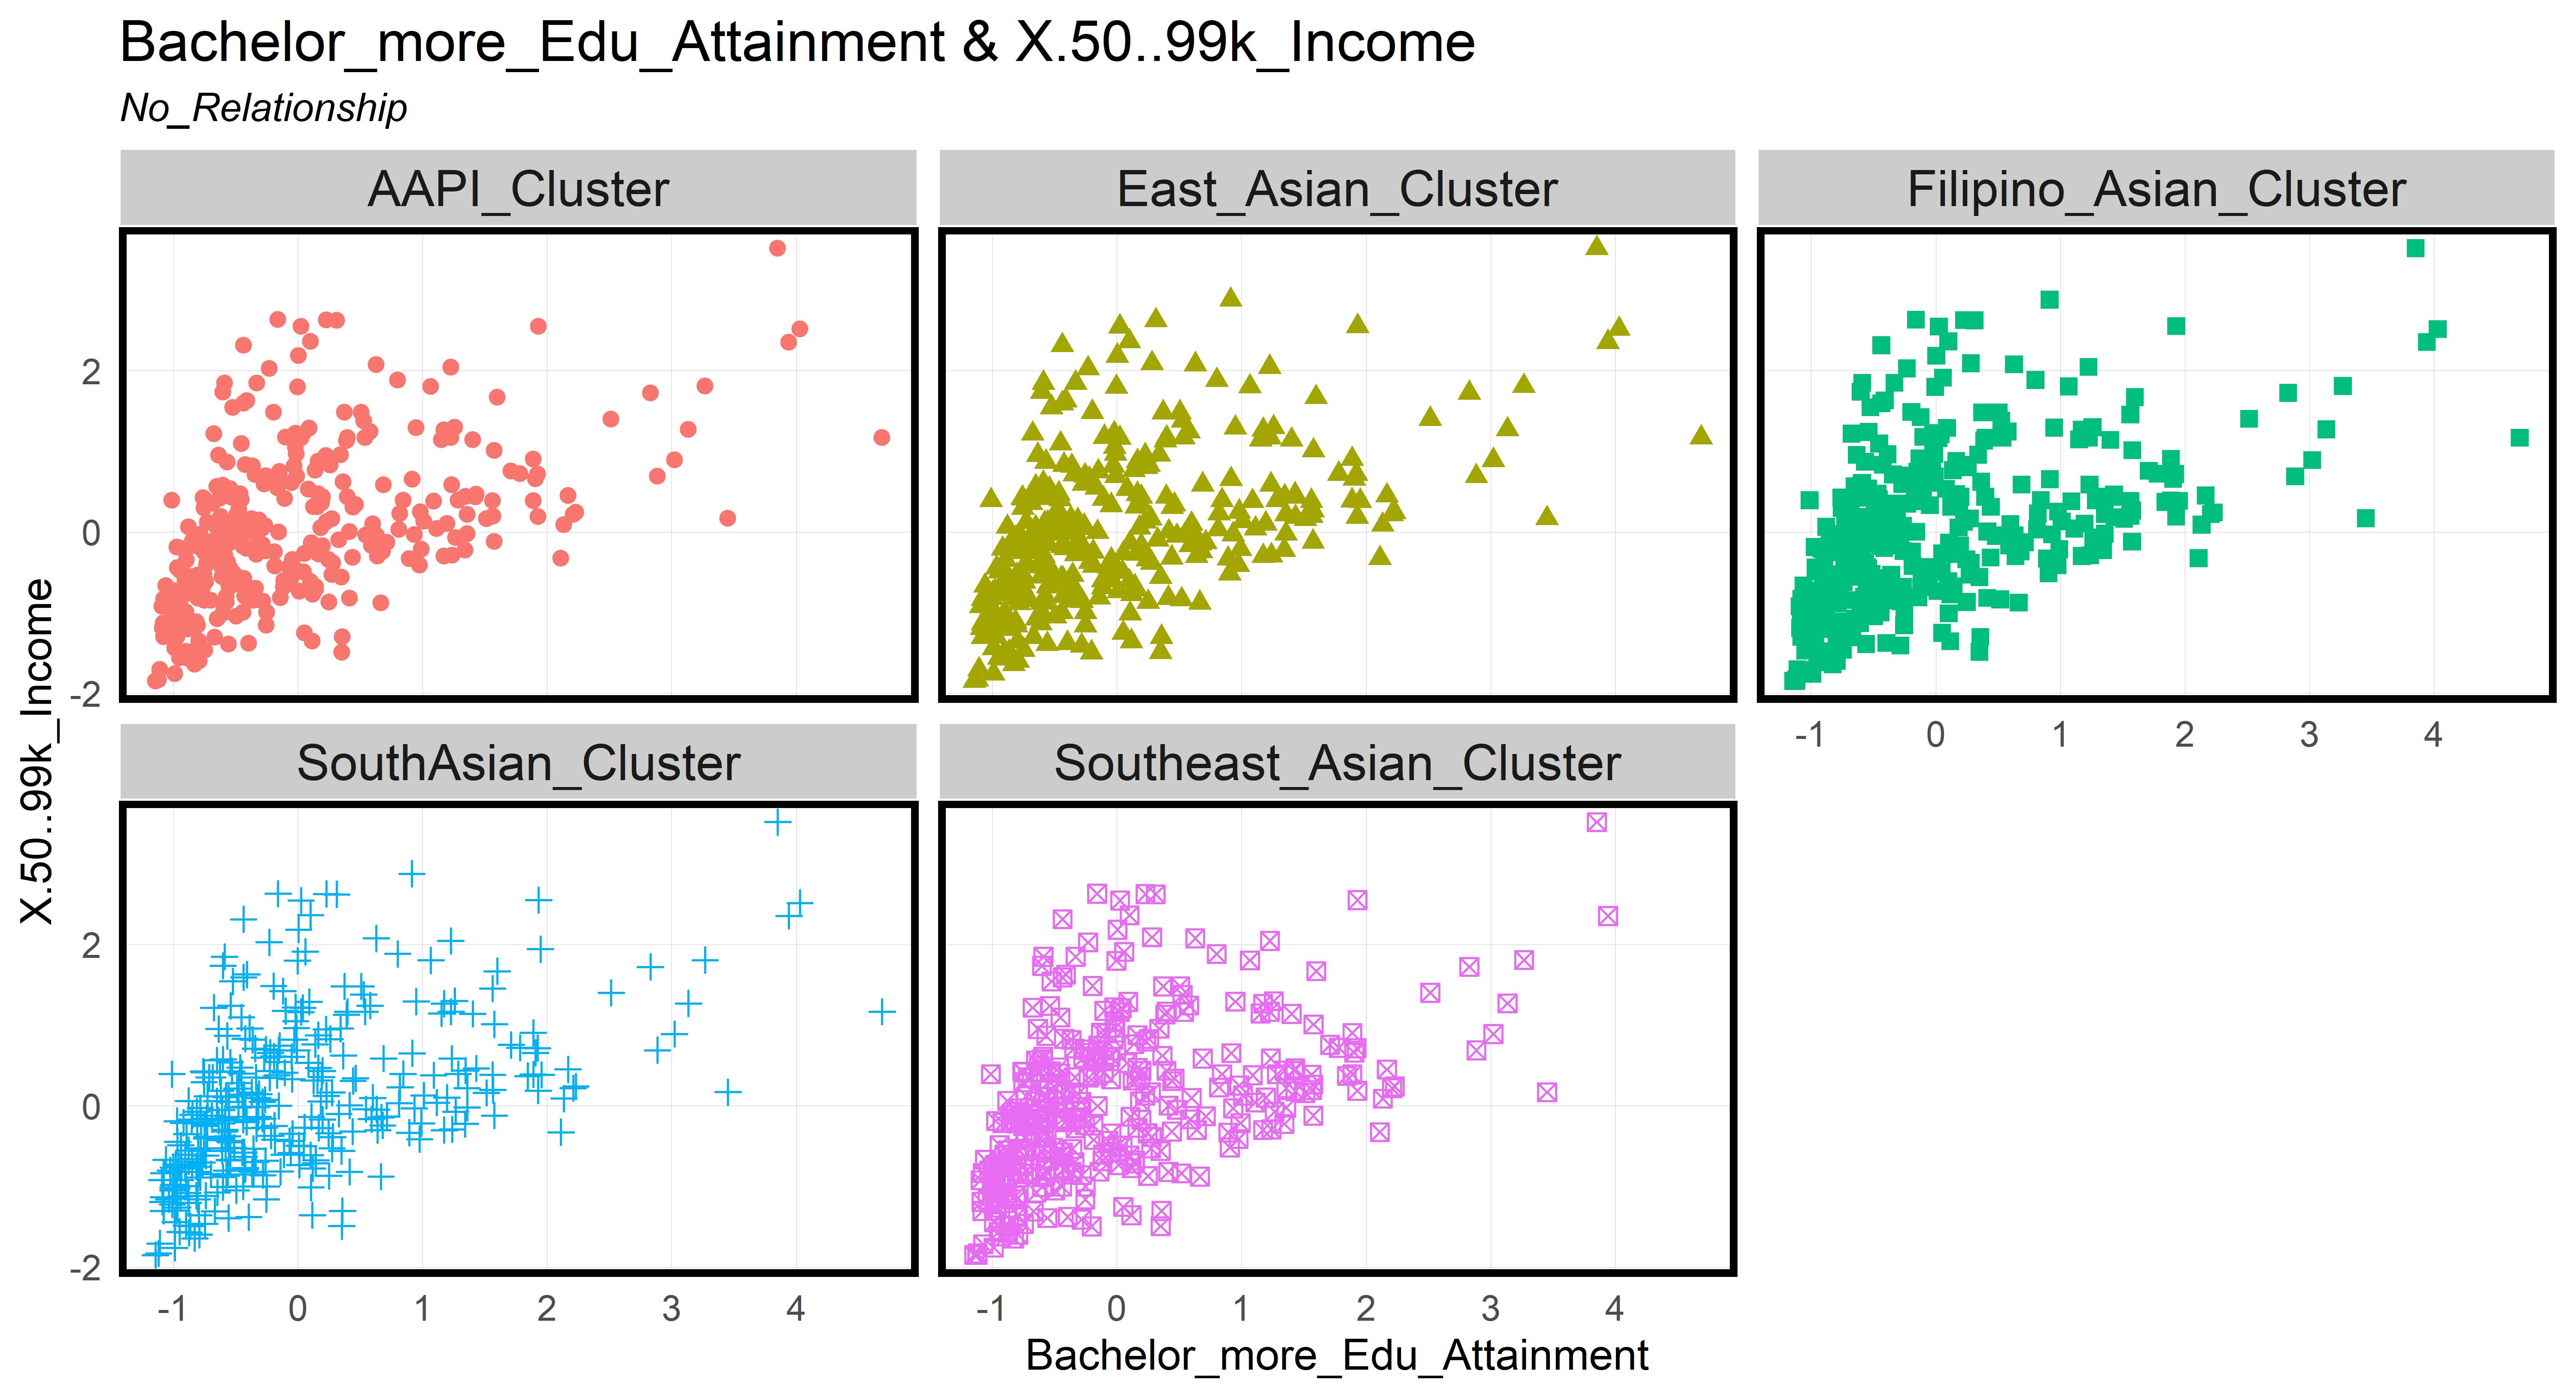 Bachelor_more_Edu_Attainment & X.50..99k_Income
No_Relationship
AAPI_Cluster
East_Asian_Cluster
Filipino_Asian_Cluster
2
0
-2
-1 0 1 2 3 4
SouthAsian_Cluster
Southeast_Asian_Cluster
2
0
-2
-1 0 1 2 3 4
-1 0 1 2 3 4
X.50..99k_Income
Bachelor_more_Edu_Attainment